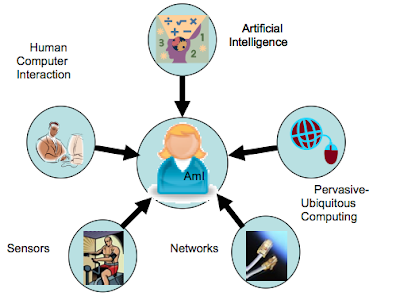 Artificial
Intelligence
Human
Computer
Interaction
AmI
Pervasive-
Ubiquitous
Computing
Sensors
Networks